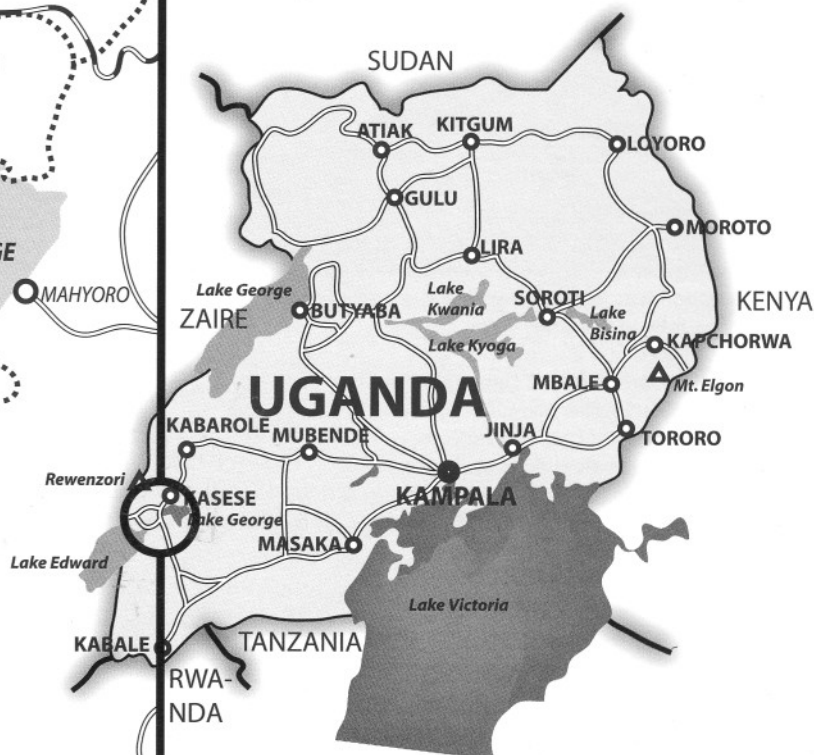 SUDAN
ATIAK
KITGUM
LOYORO
GULU
MOROTO
LIRA
GE
MAHYORO
Lake George
ZAIRE
BUTYABA
Lake
Kwania
SOROTI
Lake
Bisina
KENYA
Lake Kyoga
KAPCHORWA
UGANDA
MBALE
Mt. Elgon
KABAROLE
MUBENDE
JINJA
TORORO
Rewenzori
KASESE
KAMPALA
Lake George
MASAKA
Lake Edward
Lake Victoria
KABALE
TANZANIA
RWA-
NDA